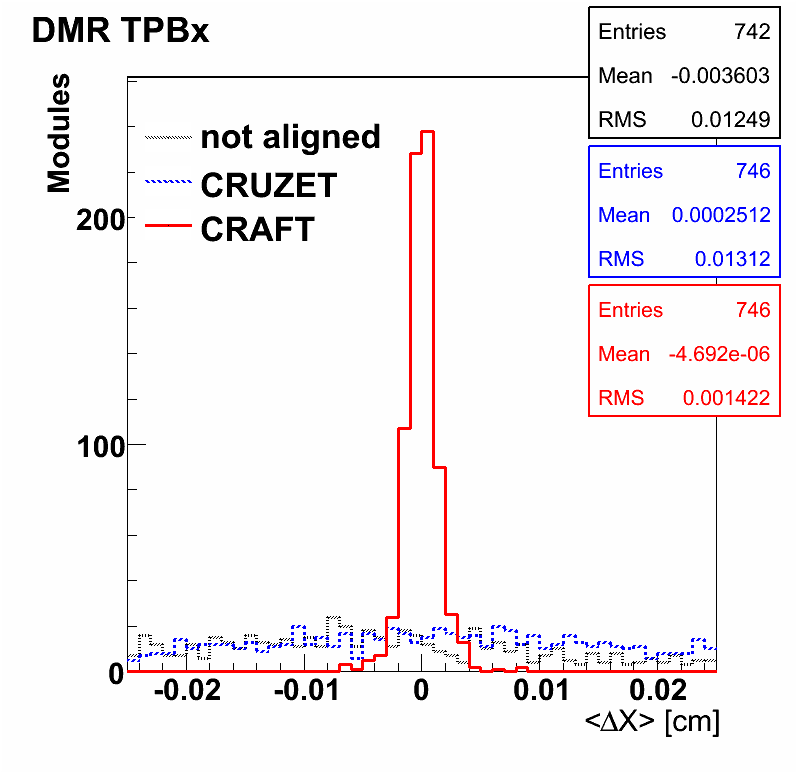 DMR TPBx
Entries 742
Mean -0.003603
RMS 0.01249
Entries 746
Mean 0.0002512
RMS 0.01312
Entries 746
Mean -4.692e-06
RMS 0.001422
Modules
not aligned
CRUZET
CRAFT
200
100
0
-0.02 -0.01 0 0.01 0.02
<ΔX> [cm]